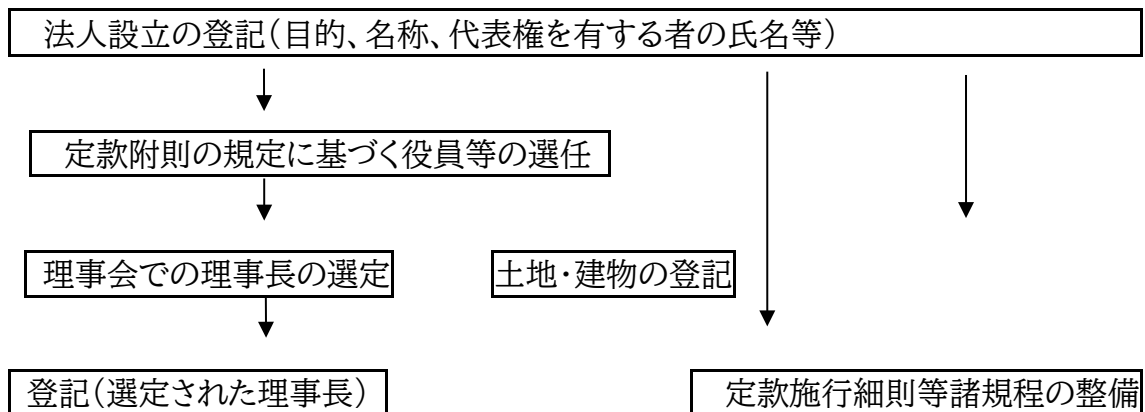 法人設立の登記(目的、名称、代表権を有する者の氏名等)
定款附則の規定に基づく役員等の選任
理事会での理事長の選定
土地・建物の登記
登記(選定された理事長)
定款施行細則等諸規程の整備